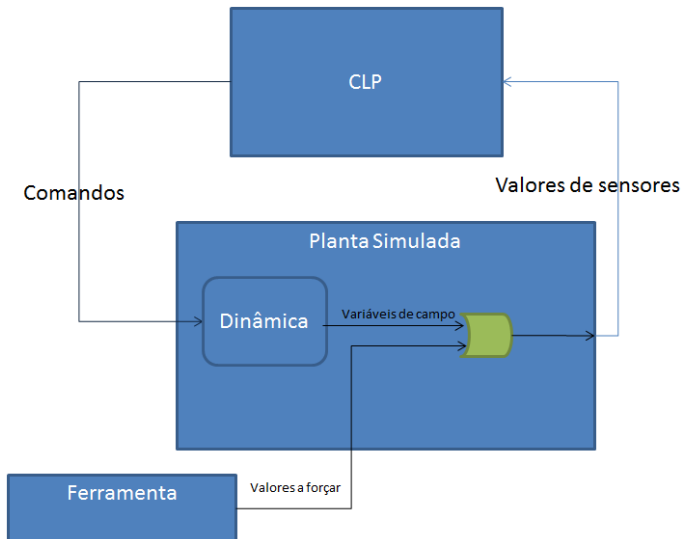 CLP
Comandos
Valores de sensores
Planta Simulada
Dinâmica
Variáveis de campo
Ferramenta
Valores a forçar